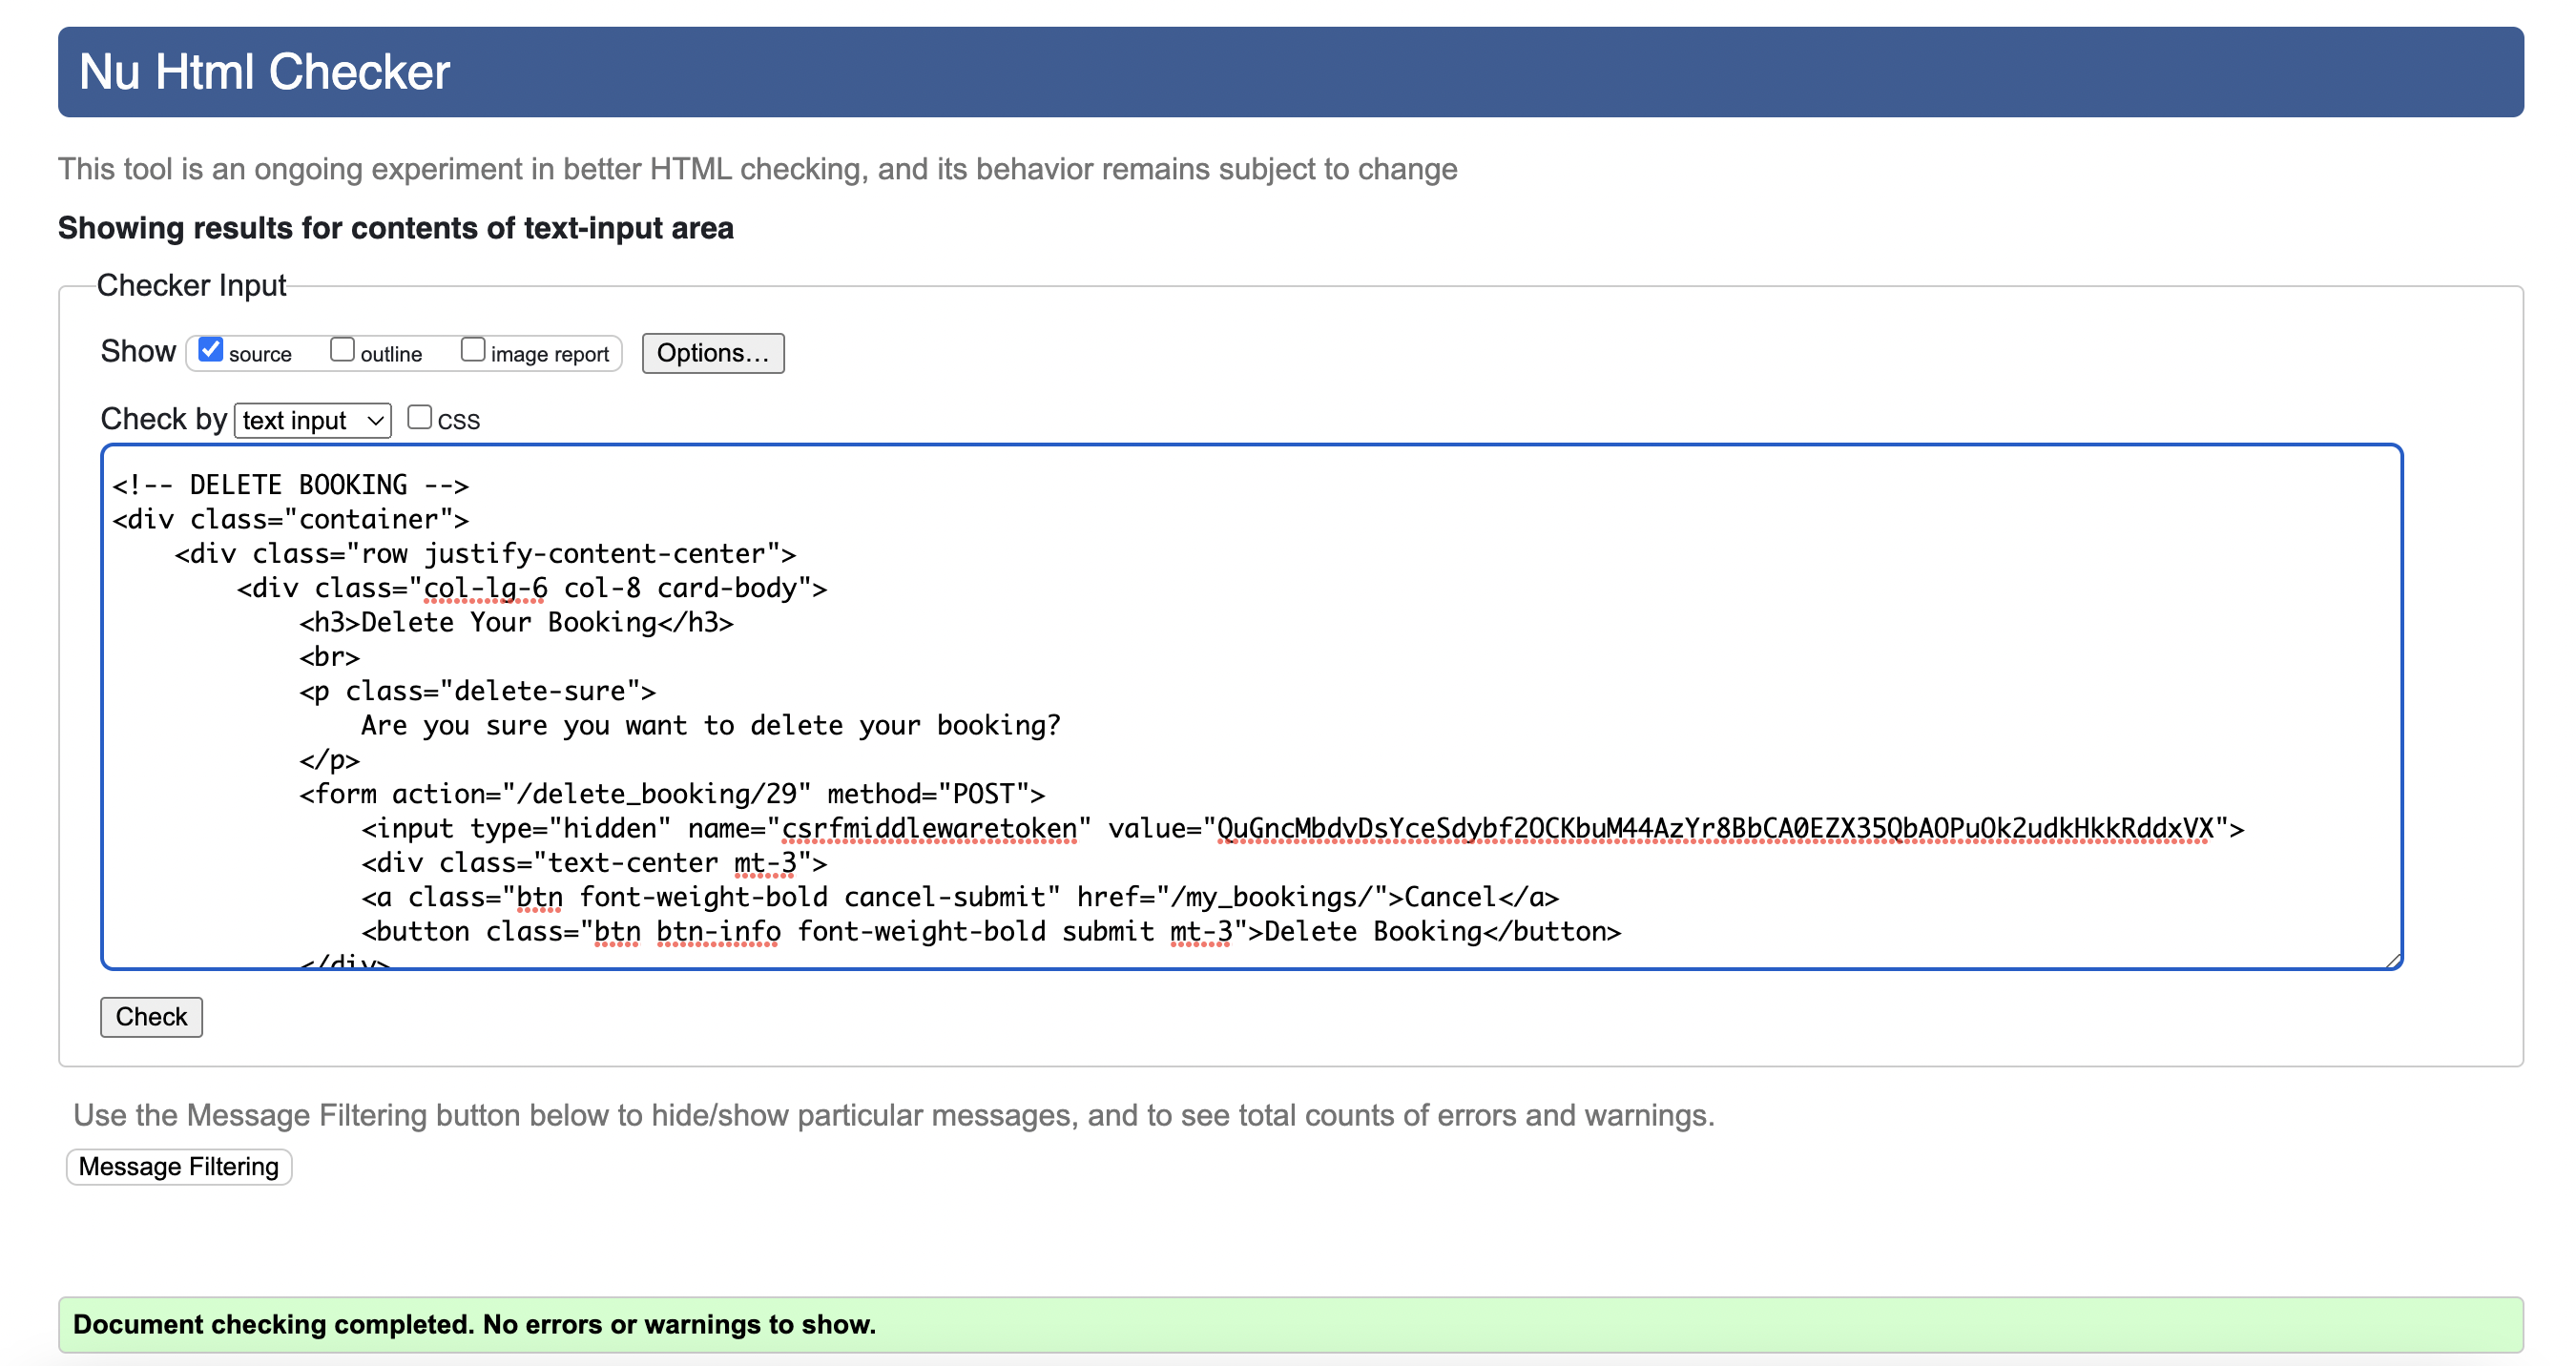 Nu Html Checker
This tool is an ongoing experiment in better HTML checking, and its behavior remains subject to change
Showing results for contents of text-input area
Checker Input
Show source outline image report Options...
Check by text input CSS
<!-- DELETE BOOKING -->
<div class="container">
<div class="row justify-content-center">
<div class="col-lg-6 col-8 card-body">
<h3>Delete Your Booking</h3>
<br>
<p class="delete-sure">
Are you sure you want to delete your booking?
</p>
<form action="/delete_booking/29" method="POST">
<input type="hidden" name="csrfmiddlewaretoken" value="QuGncMbdvDsYceSdybf2OCKbuM44AzYr8BbCA0EZX35QbAOPuOk2udkHkkRddxVX">
<div class="text-center mt-3">
<a class="btn font-weight-bold cancel-submit" href="/my_bookings/">Cancel</a>
<button class="btn btn-info font-weight-bold submit mt-3">Delete Booking</button>
</div>
Check
Use the Message Filtering button below to hide/show particular messages, and to see total counts of errors and warnings.
Message Filtering
Document checking completed. No errors or warnings to show.